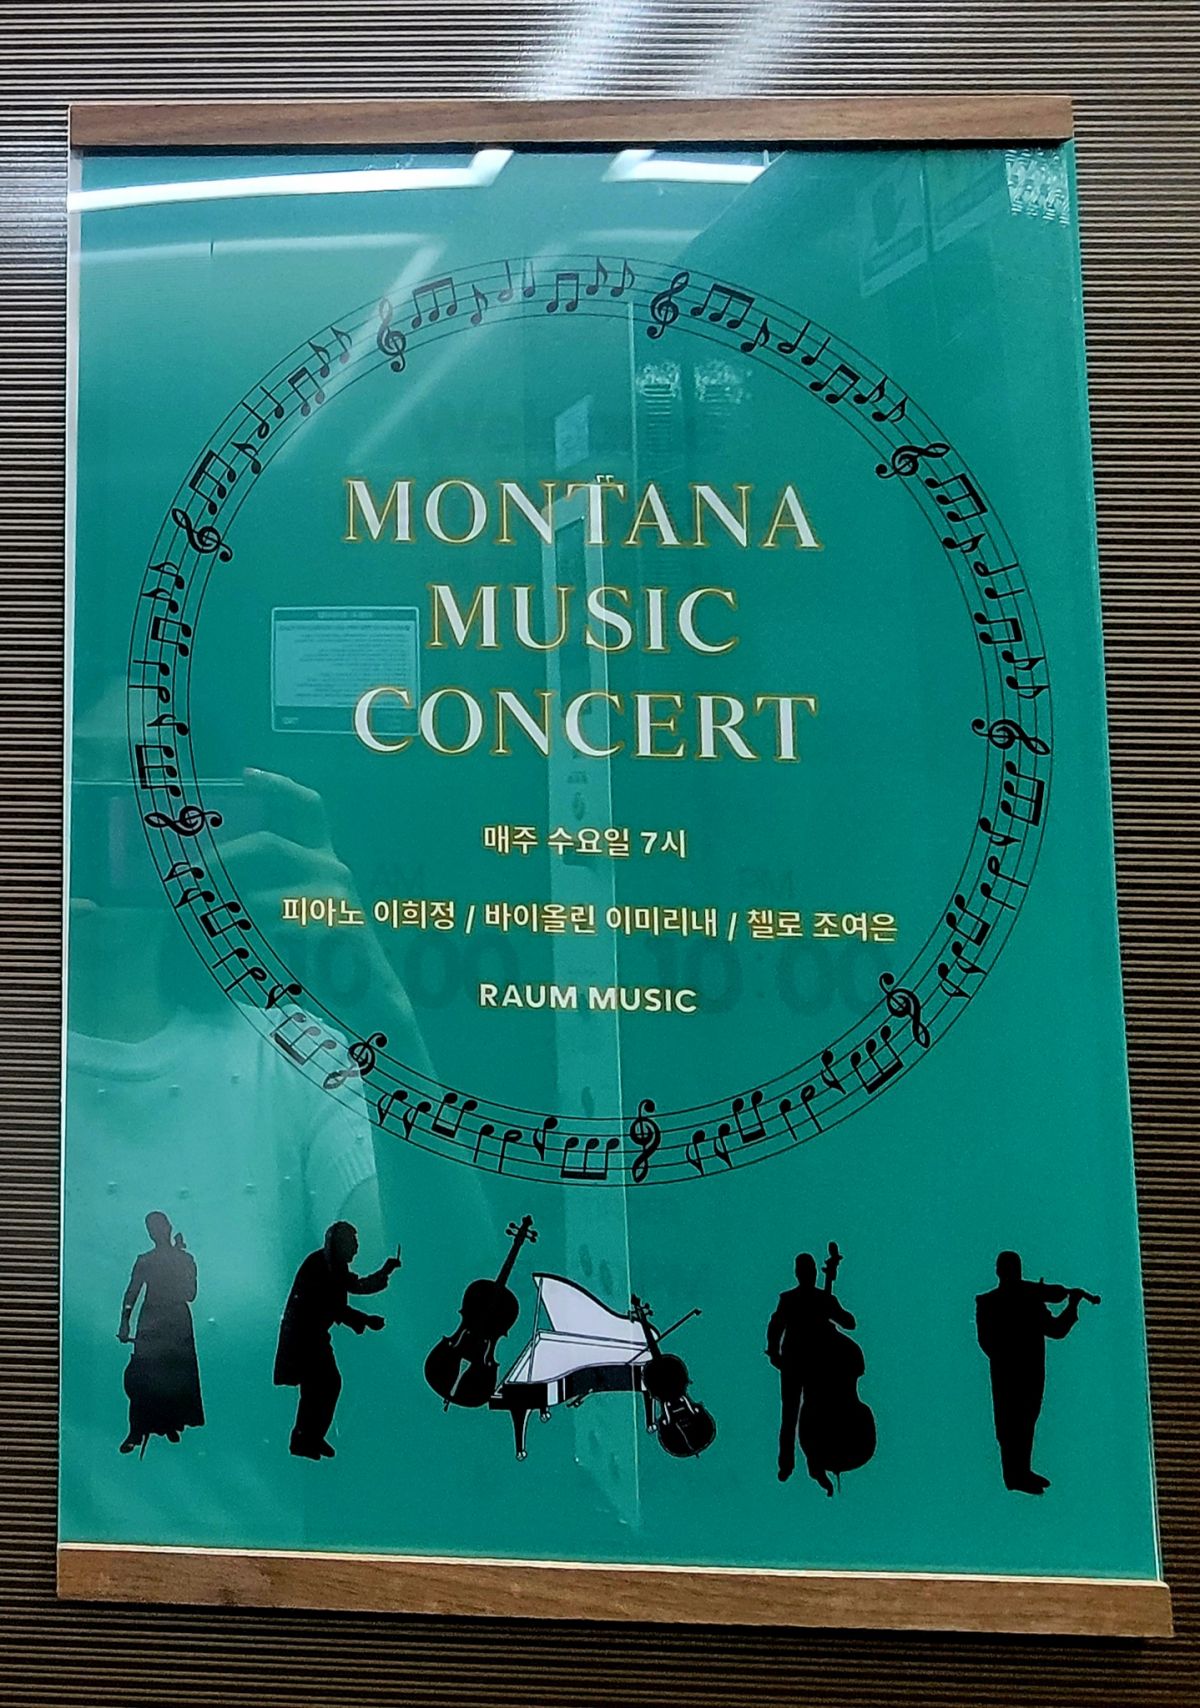 MONTANA
MUSIC
CONCERT
매주 수요일 7시
피아노 이희정 / 바이올린 이미리내 / 첼로 조여은
RAUM MUSIC